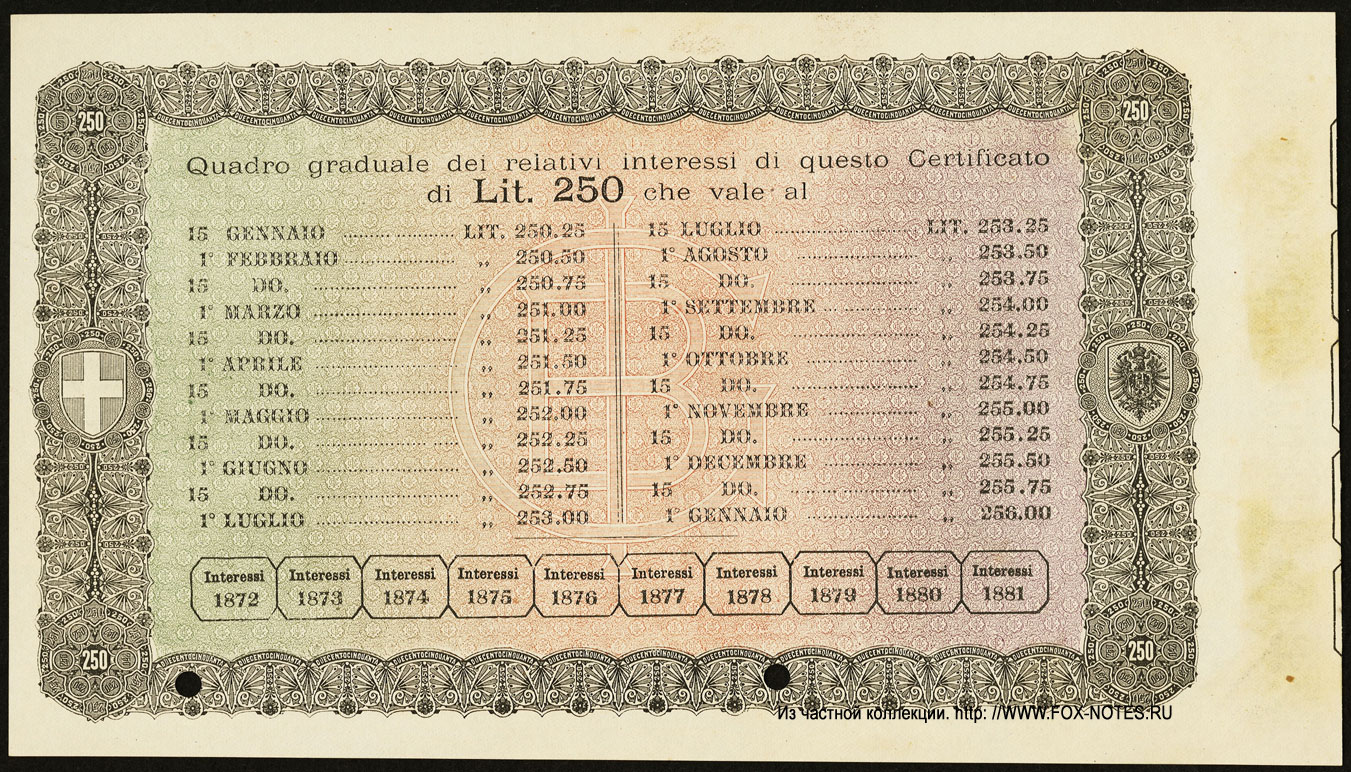 Quadro graduale dei relativi interessi di questo Certificato
di Lit. 250 che vale al
15 GENNAIO LIT. 250.25
1° FEBBRAIO „ 250.50
15 DO. „ 250.75
1° MARZO „ 251.00
15 DO. „ 251.25
1° APRILE „ 251.50
15 DO. „ 251.75
1° MAGGIO „ 252.00
15 DO. „ 252.25
1° GIUGNO „ 252.50
15 DO. „ 252.75
1° LUGLIO „ 253.00
15 LUGLIO LIT. 253.25
1° AGOSTO „ 253.50
15 DO. „ 253.75
1° SETTEMBRE „ 254.00
15 DO. „ 254.25
1° OTTOBRE „ 254.50
15 DO. „ 254.75
1° NOVEMBRE „ 255.00
15 DO. „ 255.25
1° DECEMBRE „ 255.50
15 DO. „ 255.75
1° GENNAIO „ 256.00
Interessi 1872
Interessi 1873
Interessi 1874
Interessi 1875
Interessi 1876
Interessi 1877
Interessi 1878
Interessi 1879
Interessi 1880
Interessi 1881
250
250
250
250
DUECENTOCINQUANTA
Из частной коллекции. http: //WWW.FOX-NOTES.RU